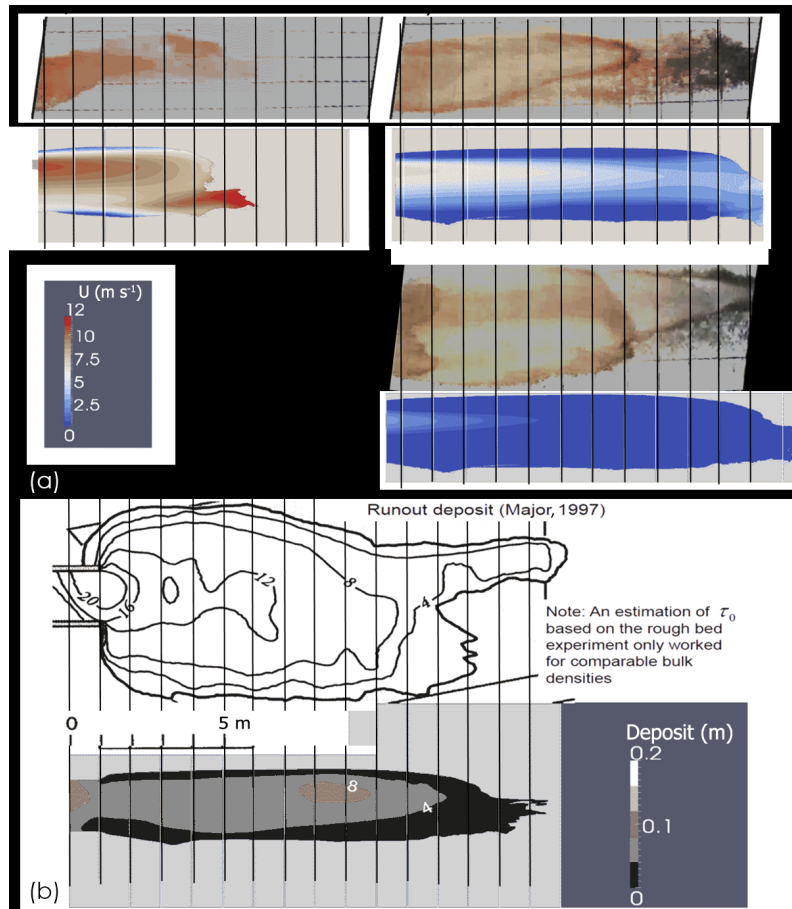 U (m s⁻¹)
12
10
7.5
5
2.5
0
(a)
Runout deposit (Major, 1997)
12
8
20
16
4
Note: An estimation of τ₀
based on the rough bed
experiment only worked
for comparable bulk
densities
0
5 m
8
4
Deposit (m)
0.2
0.1
0
(b)